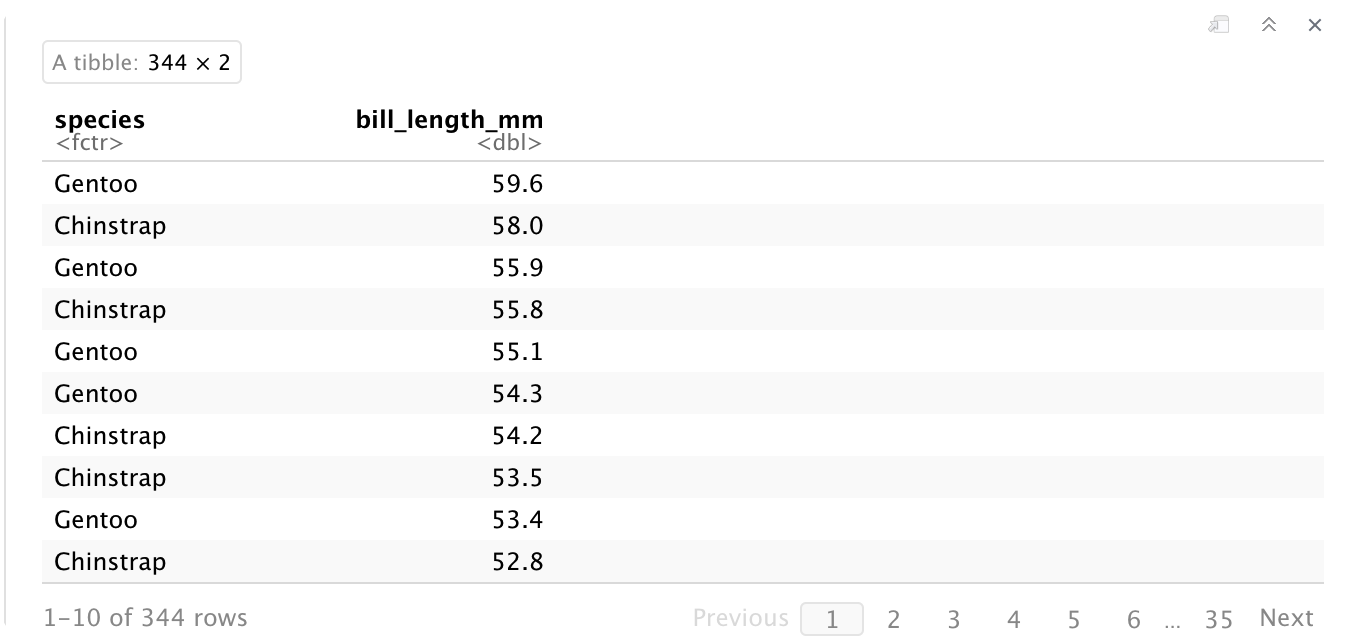 A tibble: 344 × 2
species bill_length_mm
<fctr> <dbl>
Gentoo 59.6
Chinstrap 58.0
Gentoo 55.9
Chinstrap 55.8
Gentoo 55.1
Gentoo 54.3
Chinstrap 54.2
Chinstrap 53.5
Gentoo 53.4
Chinstrap 52.8
1–10 of 344 rows Previous 1 2 3 4 5 6 ... 35 Next